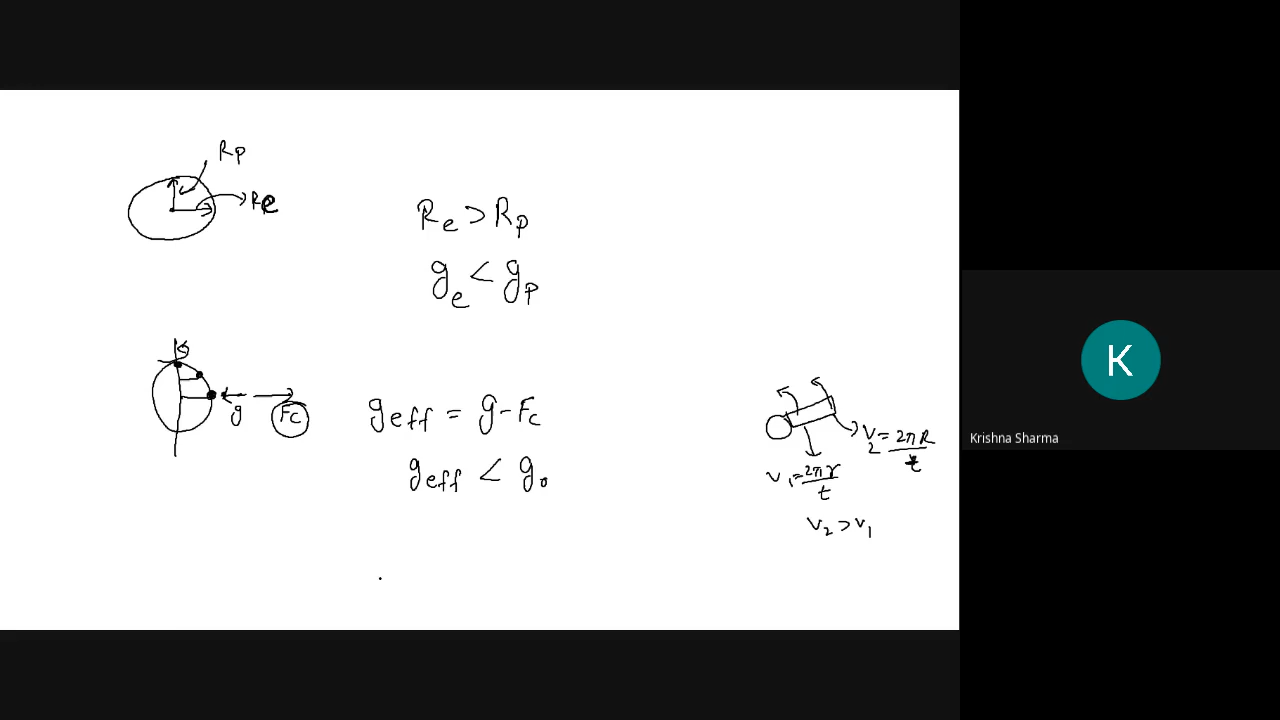 Rp
Re
Re > Rp
ge < gp
g
Fc
geff = g - Fc
geff < g₀
V₁ = 2πr/t
V₂ = 2πR/t
V₂ > V₁
K
Krishna Sharma